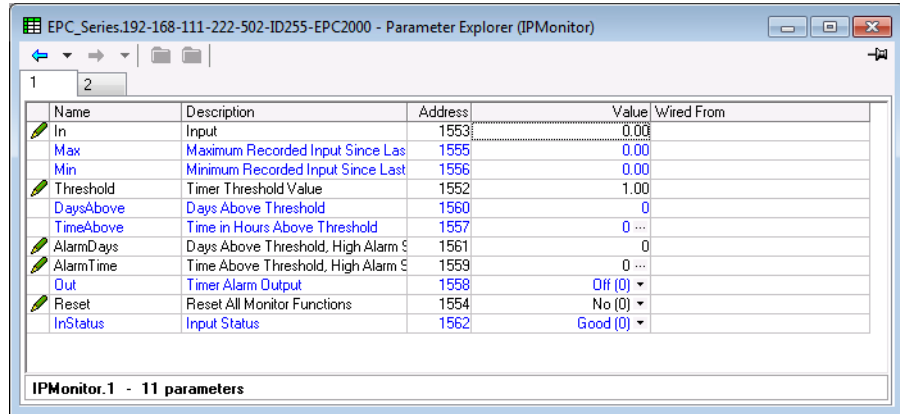 EPC_Series.192-168-111-222-502-ID255-EPC2000 - Parameter Explorer (IPMonitor)
1 2
Name Description Address Value Wired From
In Input 1553 0.00
Max Maximum Recorded Input Since Las 1555 0.00
Min Minimum Recorded Input Since Last 1556 0.00
Threshold Timer Threshold Value 1552 1.00
DaysAbove Days Above Threshold 1560 0
TimeAbove Time in Hours Above Threshold 1557 0 ...
AlarmDays Days Above Threshold, High Alarm S 1561 0
AlarmTime Time Above Threshold, High Alarm S 1559 0 ...
Out Timer Alarm Output 1558 Off (0)
Reset Reset All Monitor Functions 1554 No (0)
InStatus Input Status 1562 Good (0)
IPMonitor.1 - 11 parameters